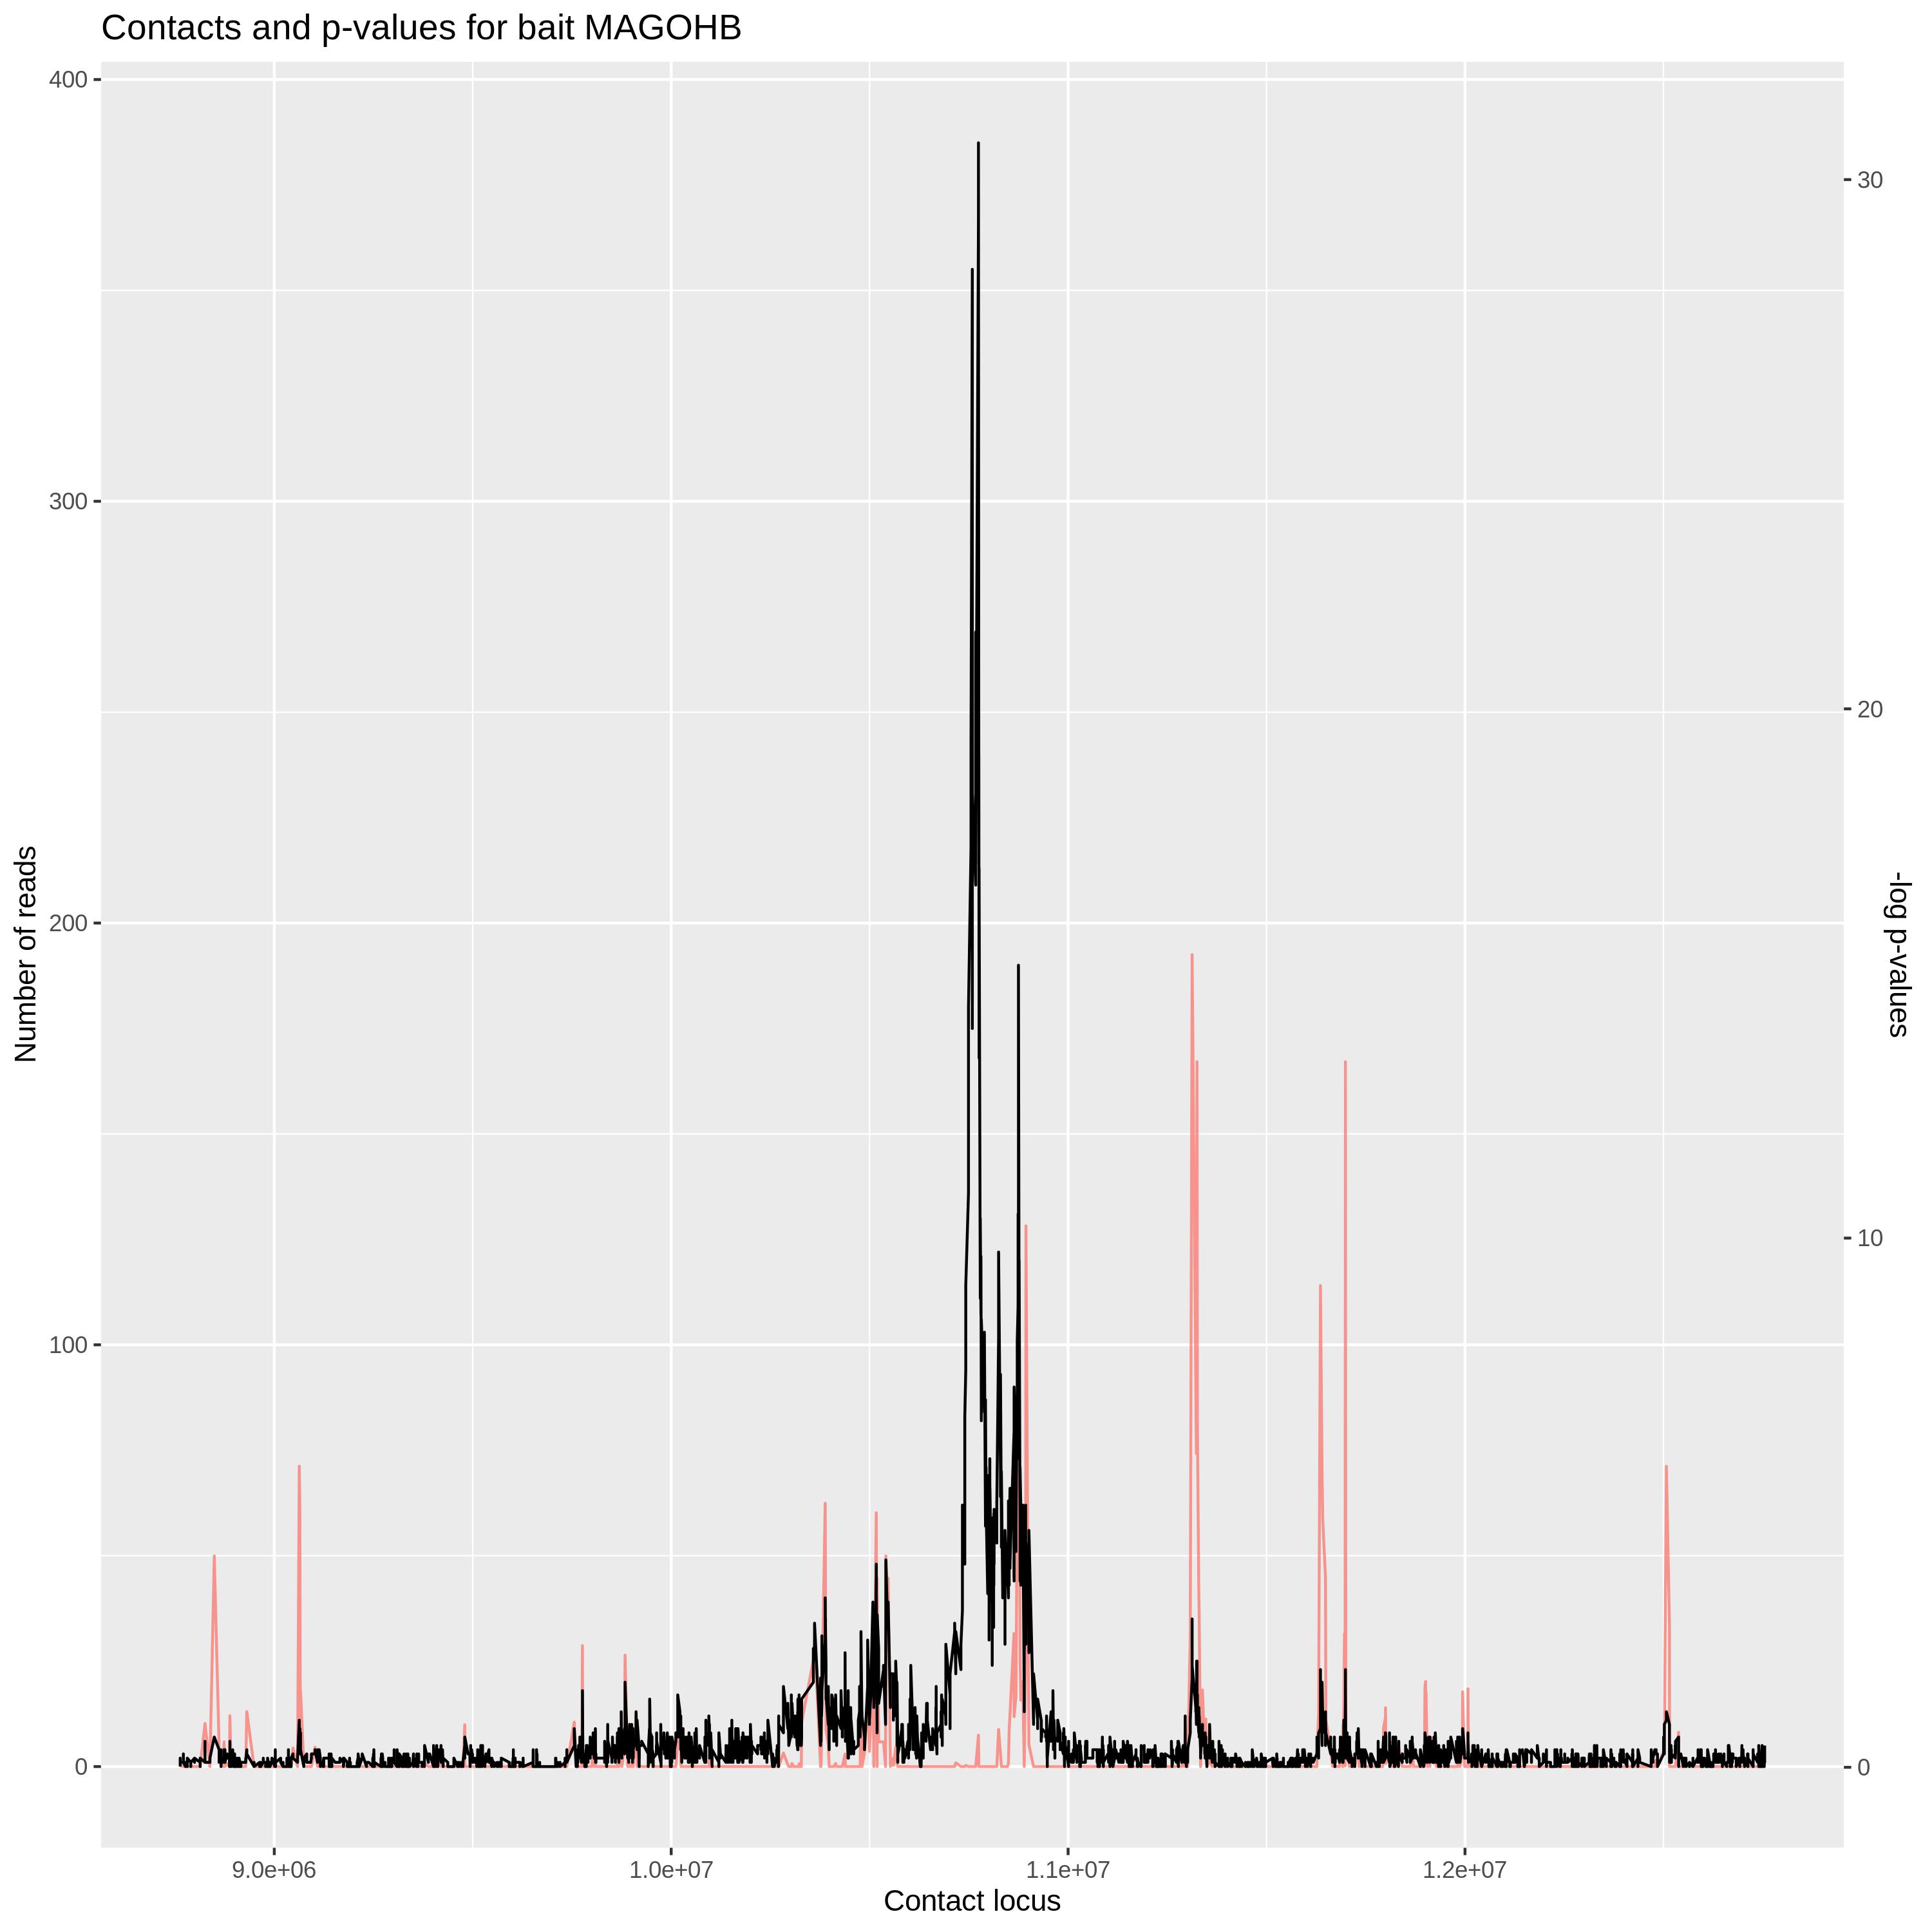 Contacts and p-values for bait MAGOHB
400
300
200
100
0
Number of reads
30
20
10
0
-log p-values
9.0e+06
1.0e+07
1.1e+07
1.2e+07
Contact locus